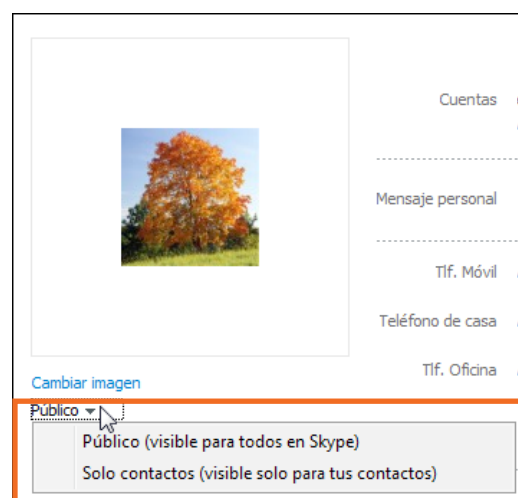 Cuentas
Mensaje personal
Tlf. Móvil
Teléfono de casa
Tlf. Oficina
Cambiar imagen
Público
Público (visible para todos en Skype)
Solo contactos (visible solo para tus contactos)